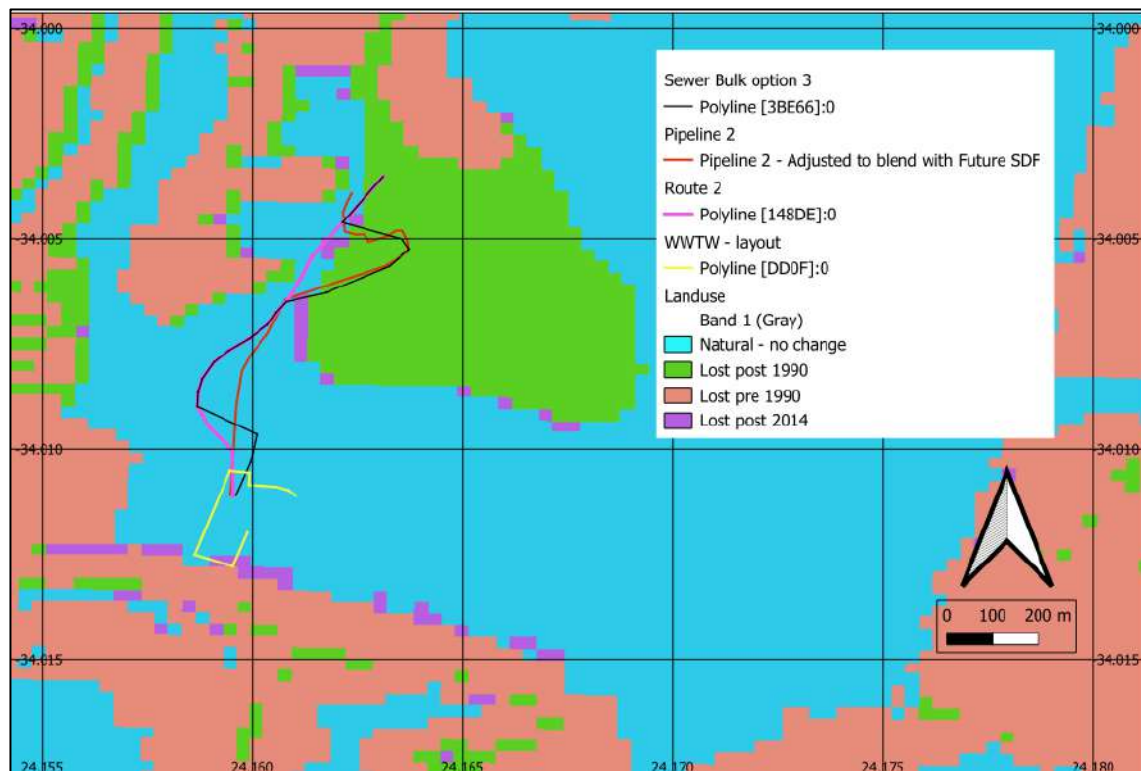 -34.000
34.000
Sewer Bulk option 3
Polyline [3BE66]:0
Pipeline 2
Pipeline 2 - Adjusted to blend with Future SDF
Route 2
Polyline [148DE]:0
WWTW - layout
Polyline [DD0F]:0
Landuse
Band 1 (Gray)
Natural - no change
Lost post 1990
Lost pre 1990
Lost post 2014
-34.005
34.005
-34.010
34.010
0 100 200 m
-34.015
34.015
24.155 24.160 24.165 24.170 24.175 24.180